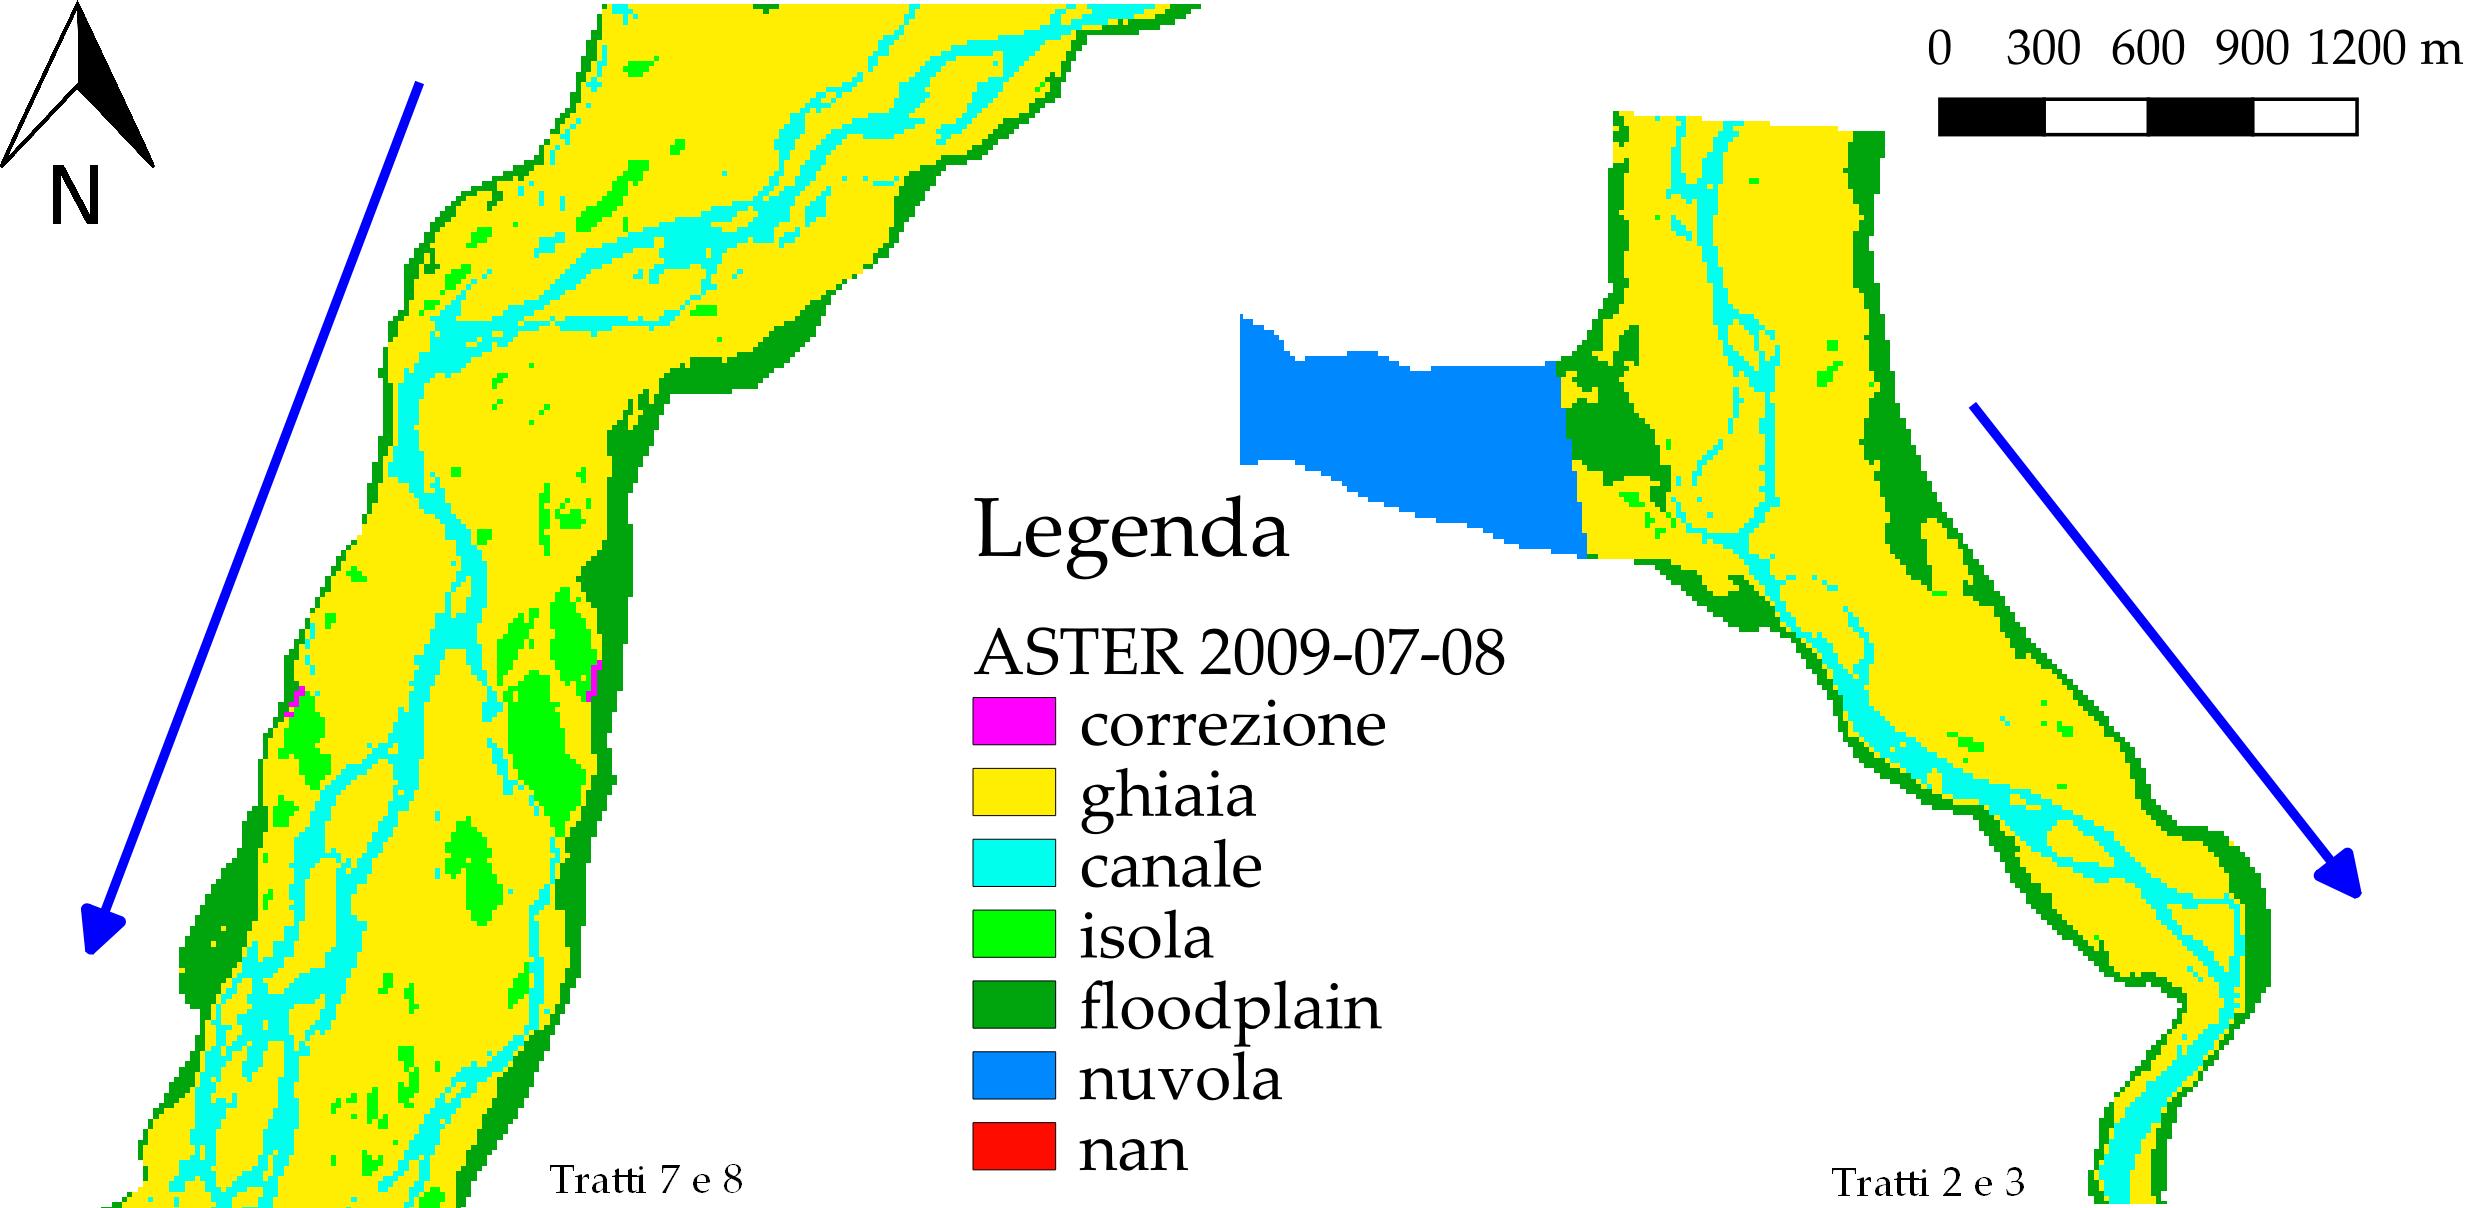 N
0 300 600 900 1200 m
Legenda
ASTER 2009-07-08
correzione
ghiaia
canale
isola
floodplain
nuvola
nan
Tratti 7 e 8
Tratti 2 e 3